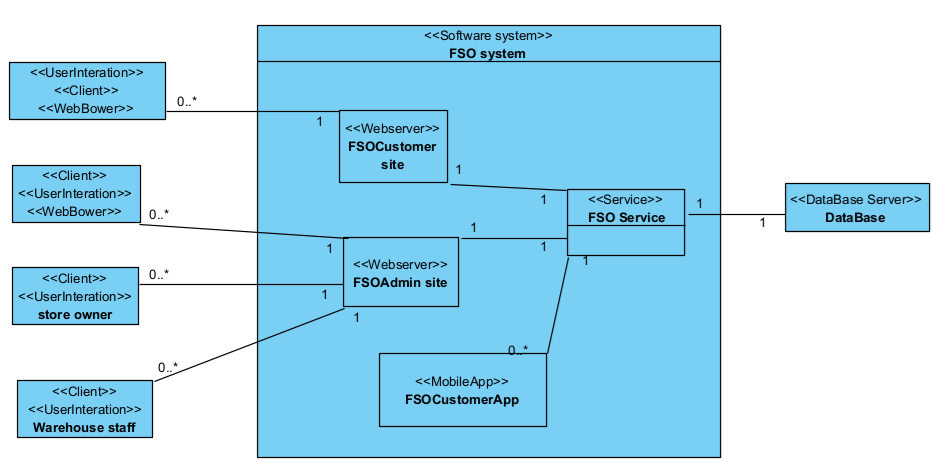 <<Software system>>
FSO system
<<UserInteration>>
<<Client>>
<<WebBower>>
0..*
1
<<Webserver>>
FSOCustomer
site
1
1
<<Client>>
<<UserInteration>>
<<WebBower>>
0..*
1
<<Service>>
FSO Service
1
1
<<DataBase Server>>
DataBase
1
1
1
<<Webserver>>
FSOAdmin site
<<Client>>
<<UserInteration>>
store owner
0..*
1
1
0..*
<<MobileApp>>
FSOCustomerApp
<<Client>>
<<UserInteration>>
Warehouse staff
0..*
1